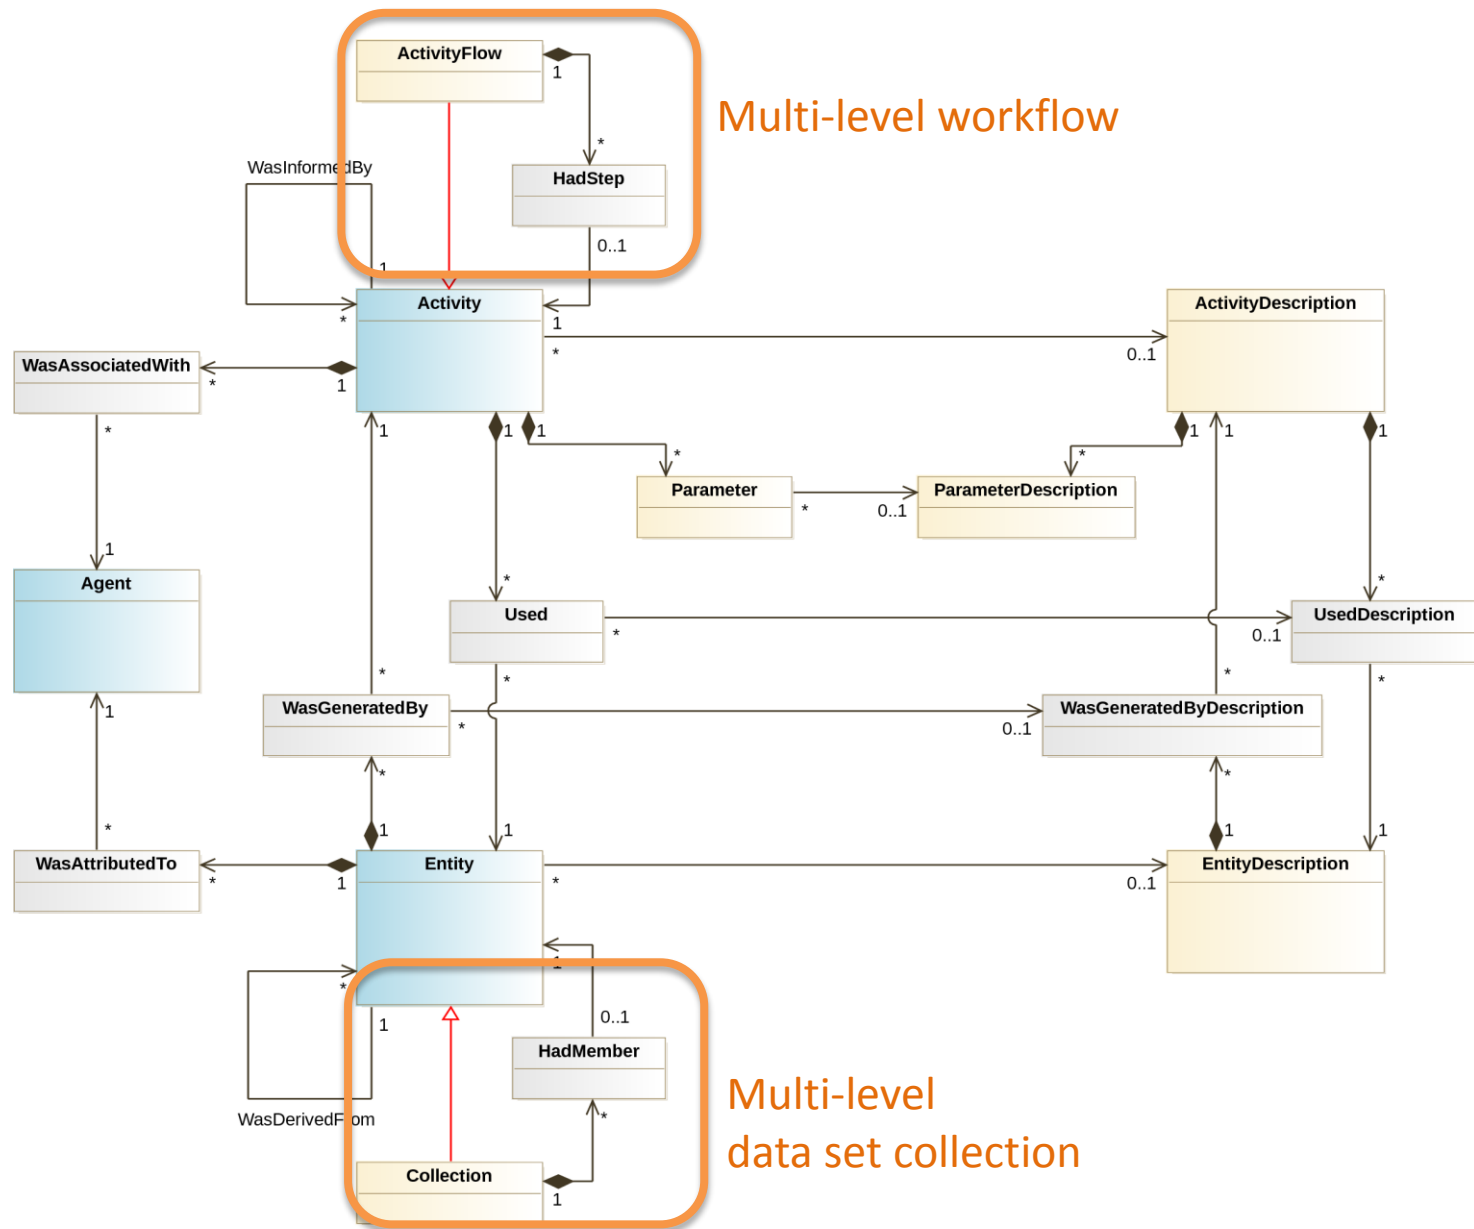 ActivityFlow
1
Multi-level workflow
*
WasInformedBy
HadStep
0..1
1
Activity
ActivityDescription
*
1
*
0..1
WasAssociatedWith
*
1
*
1
1
1
1
1
1
*
*
Parameter
ParameterDescription
*
0..1
1
Agent
*
*
Used
UsedDescription
*
0..1
*
*
*
*
1
WasGeneratedBy
WasGeneratedByDescription
*
0..1
*
*
*
1
1
1
1
WasAttributedTo
Entity
EntityDescription
*
1
*
0..1
1
*
1
0..1
HadMember
Multi-level
*
WasDerivedFrom
data set collection
Collection
1